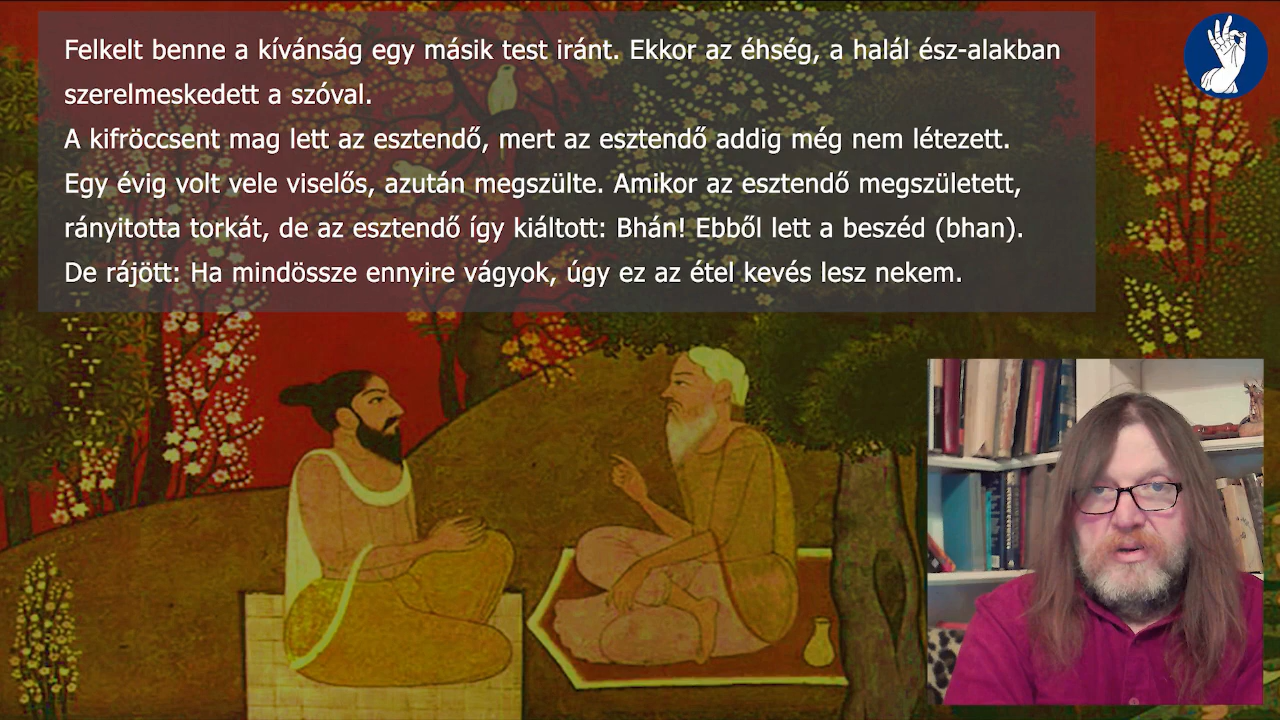 Felkelt benne a kívánság egy másik test iránt. Ekkor az éhség, a halál ész-alakban
szerelmeskedett a szóval.
A kifröccsent mag lett az esztendő, mert az esztendő addig még nem létezett.
Egy évig volt vele viselős, azután megszülte. Amikor az esztendő megszületett,
rányitotta torkát, de az esztendő így kiáltott: Bhán! Ebből lett a beszéd (bhan).
De rájött: Ha mindössze ennyire vágyok, úgy ez az étel kevés lesz nekem.